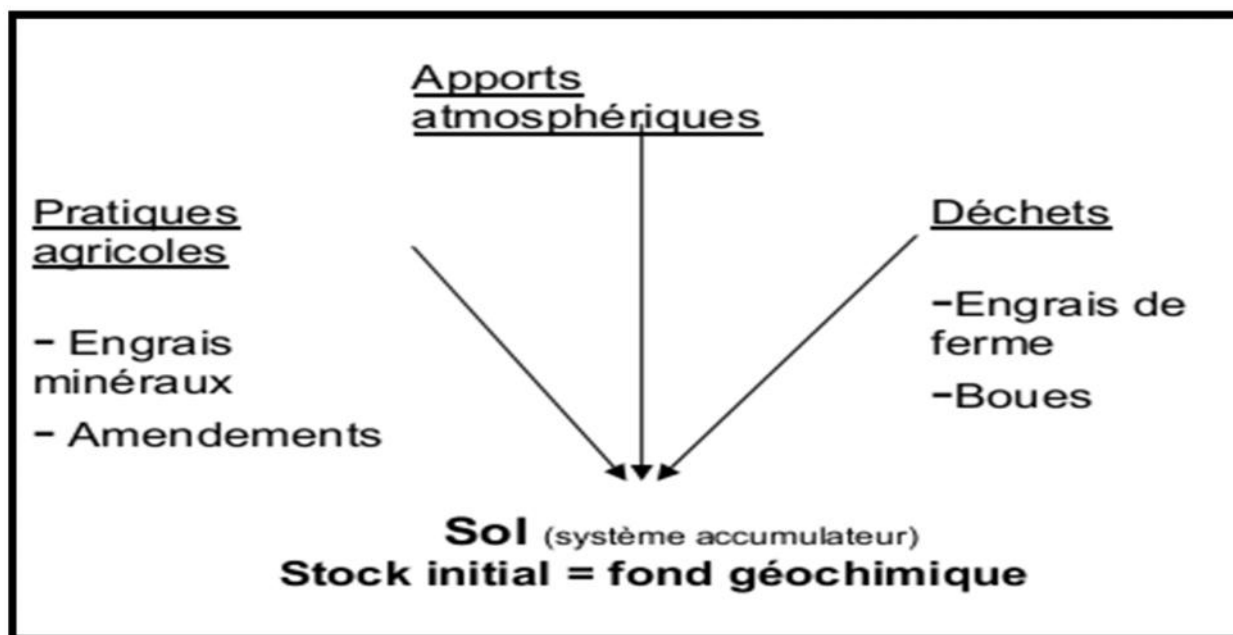 Apports
atmosphériques
Pratiques
agricoles
- Engrais
minéraux
- Amendements
Déchets
-Engrais de
ferme
-Boues
Sol (système accumulateur)
Stock initial = fond géochimique